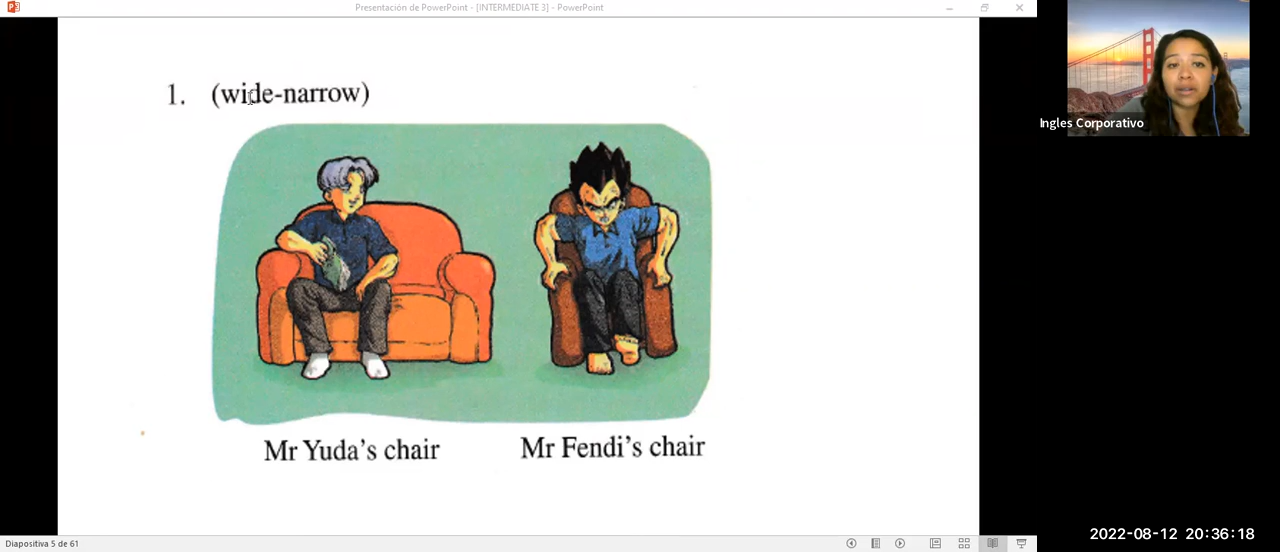 Presentación de PowerPoint - [INTERMEDIATE 3] - PowerPoint
1. (wide-narrow)
Ingles Corporativo
Mr Yuda's chair
Mr Fendi's chair
2022-08-12 20:36:18
Diapositiva 5 de 61